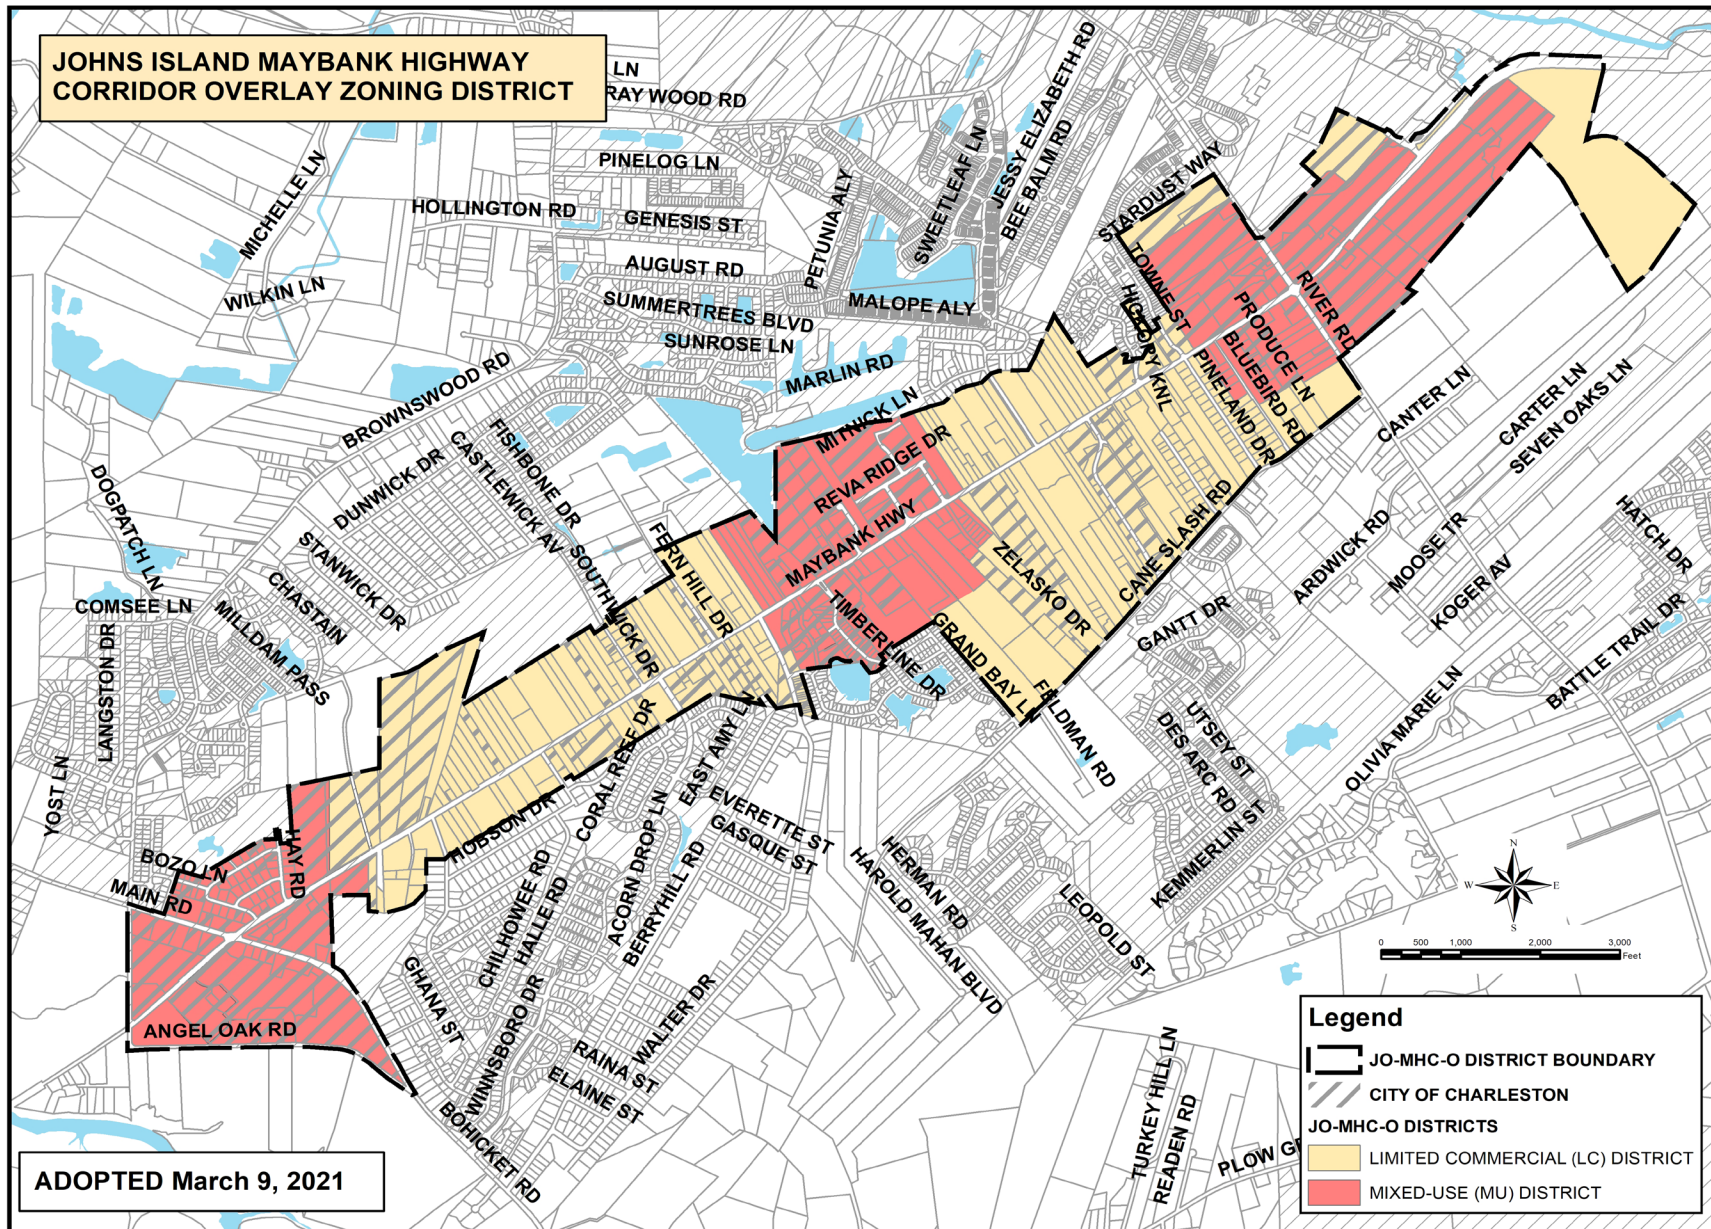 JOHNS ISLAND MAYBANK HIGHWAY
CORRIDOR OVERLAY ZONING DISTRICT
LN
RAY WOOD RD
PINELOG LN
MICHELLE LN
HOLLINGTON RD
GENESIS ST
AUGUST RD
PETUNIA ALY
SWEETLEAF LN
JESSY ELIZABETH RD
BEE BALM RD
STARDUST WAY
WILKIN LN
SUMMERTREES BLVD
MALOPE ALY
SUNROSE LN
TOWNE ST
HICKORY KNL
RIVER RD
PRODUCE LN
BLUEBIRD RD
PINELAND DR
BROWNSWOOD RD
MARLIN RD
MITNICK LN
CANTER LN
CARTER LN
SEVEN OAKS LN
FISHBONE DR
CASTLEWICK AV
DUNWICK DR
REVA RIDGE DR
MAYBANK HWY
DOGPATCH LN
STANWICK DR
CHASTAIN
SOUTHWICK DR
FERN HILL DR
ZELASKO DR
CANE SLASH RD
ARDWICK RD
MOOSE TR
KOGER AV
HATCH DR
COMSEE LN
MILLDAM PASS
LANGSTON DR
TIMBERLINE DR
GRAND BAY LN
GANTT DR
BATTLE TRAIL DR
FELDMAN RD
UTSEY ST
DES ARC RD
OLIVIA MARIE LN
YOST LN
CORAL REEF DR
EAST AMY LN
HOBSON DR
EVERETTE ST
GASQUE ST
KEMMERLIN ST
BOZO LN
HAY RD
MAIN RD
ACORN DROP LN
BERRYHILL RD
CHILHOWEE RD
HALLE RD
HERMAN RD
HAROLD MAHAN BLVD
LEOPOLD ST
N
W
E
S
0 500 1,000 2,000 3,000
Feet
GHANA ST
WINNSBORO DR
WALTER DR
RAINA ST
ELAINE ST
ANGEL OAK RD
BOHICKET RD
TURKEY HILL LN
READEN RD
PLOW GR
Legend
JO-MHC-O DISTRICT BOUNDARY
CITY OF CHARLESTON
JO-MHC-O DISTRICTS
LIMITED COMMERCIAL (LC) DISTRICT
MIXED-USE (MU) DISTRICT
ADOPTED March 9, 2021